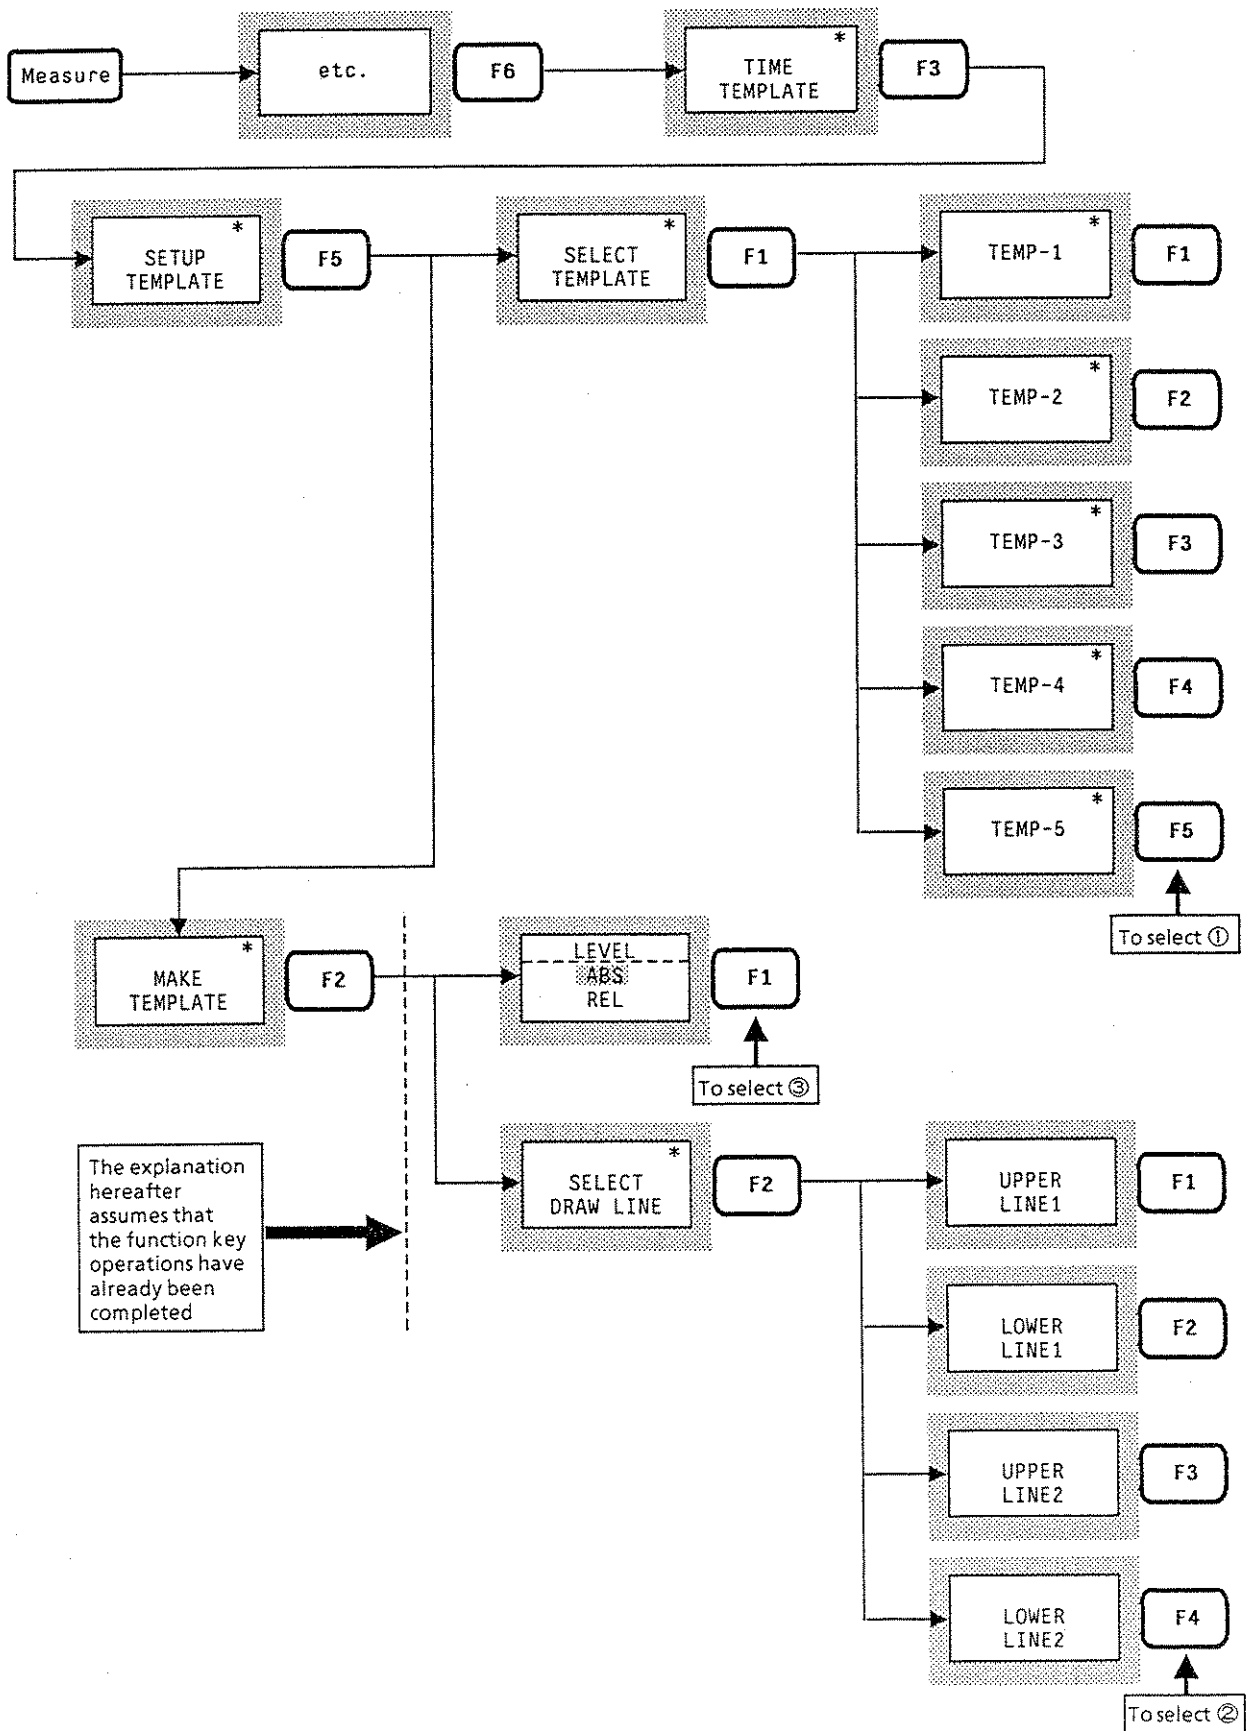 Measure
etc.
F6
*
TIME
TEMPLATE
F3
*
SETUP
TEMPLATE
F5
*
SELECT
TEMPLATE
F1
*
TEMP-1
F1
*
TEMP-2
F2
*
TEMP-3
F3
*
TEMP-4
F4
*
TEMP-5
F5
To select ①
*
MAKE
TEMPLATE
F2
LEVEL
ABS
REL
F1
To select ③
The explanation
hereafter
assumes that
the function key
operations have
already been
completed
*
SELECT
DRAW LINE
F2
UPPER
LINE1
F1
LOWER
LINE1
F2
UPPER
LINE2
F3
LOWER
LINE2
F4
To select ②